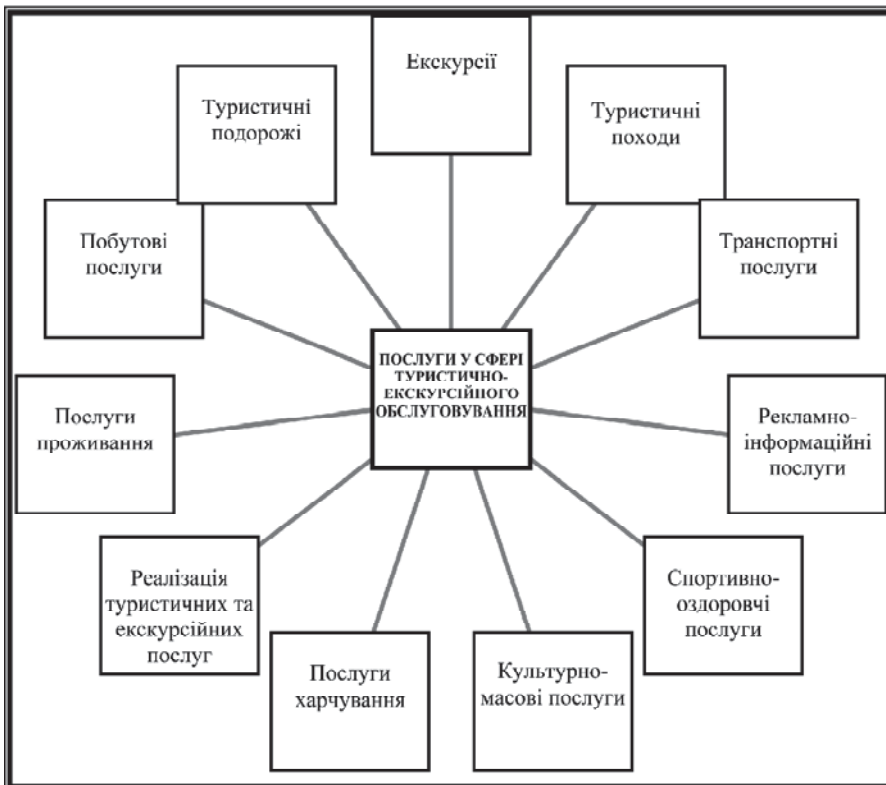 Екскурсії
Туристичні
подорожі
Туристичні
походи
Побутові
послуги
Транспортні
послуги
ПОСЛУГИ У СФЕРІ
ТУРИСТИЧНО-
ЕКСКУРСІЙНОГО
ОБСЛУГОВУВАННЯ
Послуги
проживання
Рекламно-
інформаційні
послуги
Реалізація
туристичних та
екскурсійних
послуг
Спортивно-
оздоровчі
послуги
Послуги
харчування
Культурно-
масові послуги